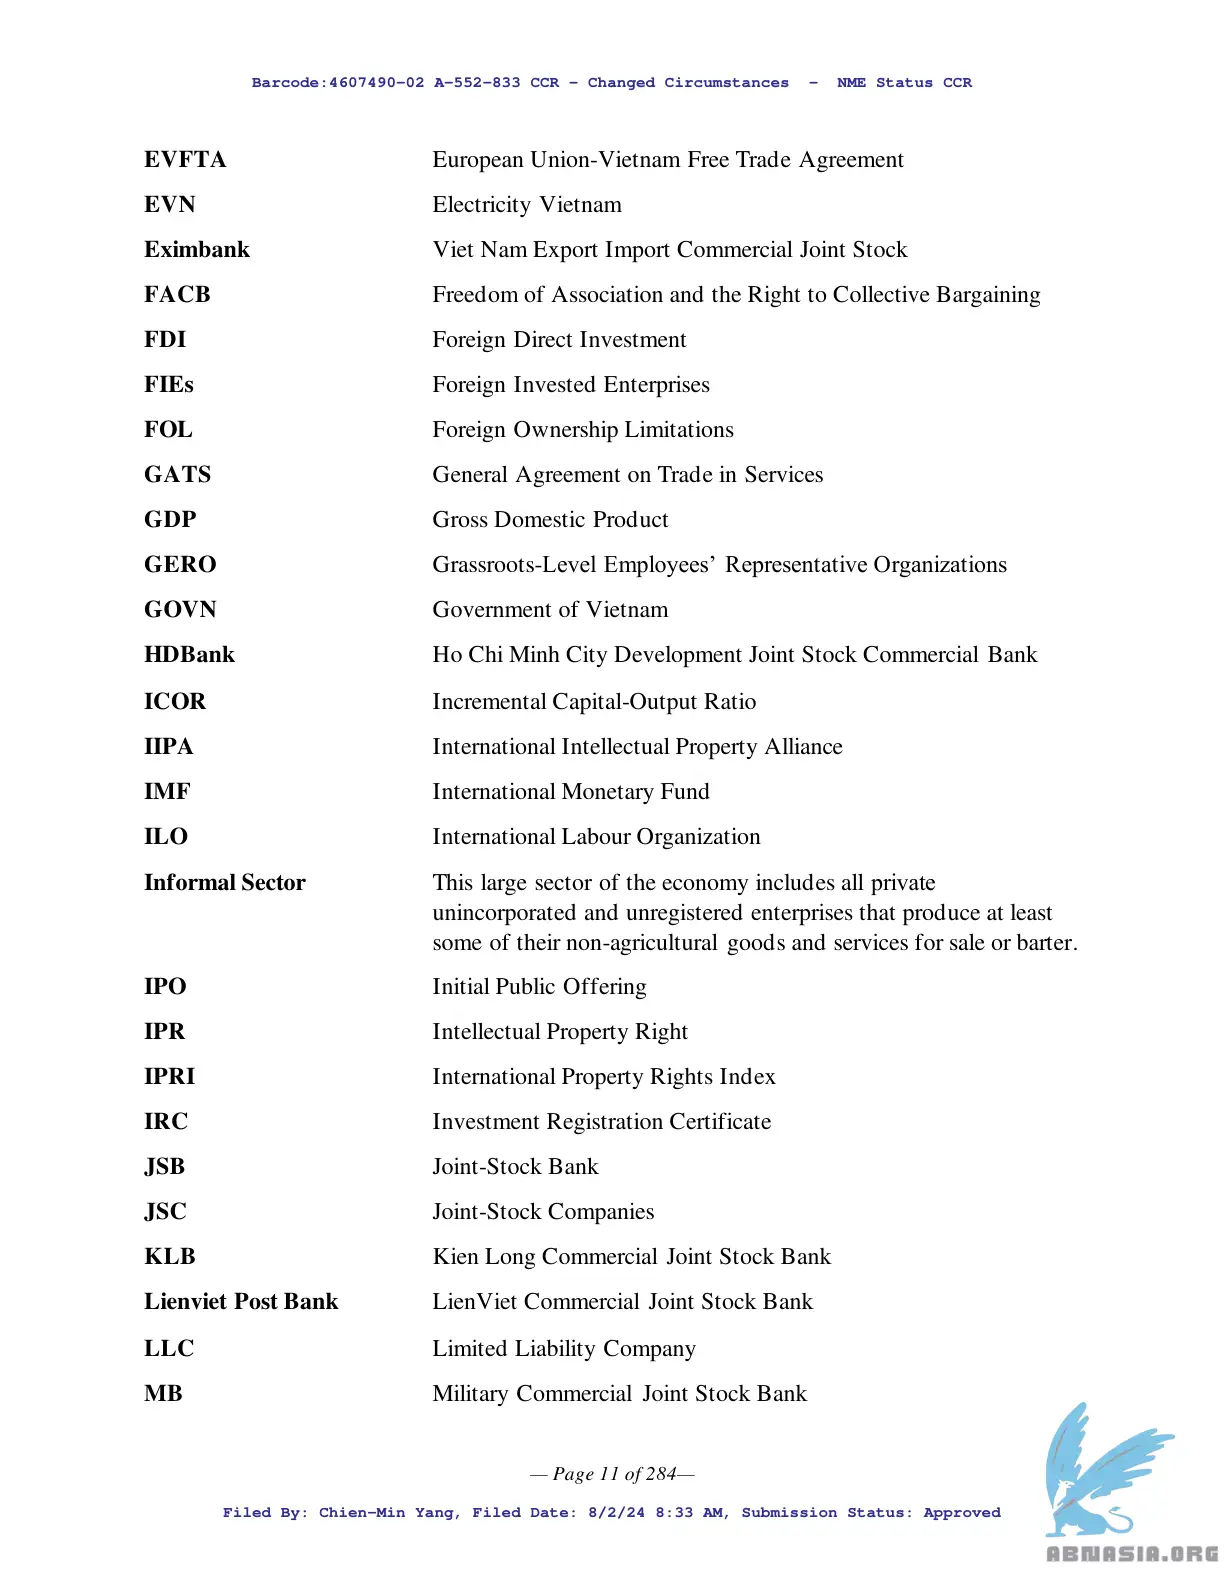 Barcode:4607490-02 A-552-833 CCR - Changed Circumstances - NME Status CCR
EVFTA European Union-Vietnam Free Trade Agreement
EVN Electricity Vietnam
Eximbank Viet Nam Export Import Commercial Joint Stock
FACB Freedom of Association and the Right to Collective Bargaining
FDI Foreign Direct Investment
FIEs Foreign Invested Enterprises
FOL Foreign Ownership Limitations
GATS General Agreement on Trade in Services
GDP Gross Domestic Product
GERO Grassroots-Level Employees’ Representative Organizations
GOVN Government of Vietnam
HDBank Ho Chi Minh City Development Joint Stock Commercial Bank
ICOR Incremental Capital-Output Ratio
IIPA International Intellectual Property Alliance
IMF International Monetary Fund
ILO International Labour Organization
Informal Sector This large sector of the economy includes all private
unincorporated and unregistered enterprises that produce at least
some of their non-agricultural goods and services for sale or barter.
IPO Initial Public Offering
IPR Intellectual Property Right
IPRI International Property Rights Index
IRC Investment Registration Certificate
JSB Joint-Stock Bank
JSC Joint-Stock Companies
KLB Kien Long Commercial Joint Stock Bank
Lienviet Post Bank LienViet Commercial Joint Stock Bank
LLC Limited Liability Company
MB Military Commercial Joint Stock Bank
— Page 11 of 284—
Filed By: Chien-Min Yang, Filed Date: 8/2/24 8:33 AM, Submission Status: Approved
ABNASIA.ORG